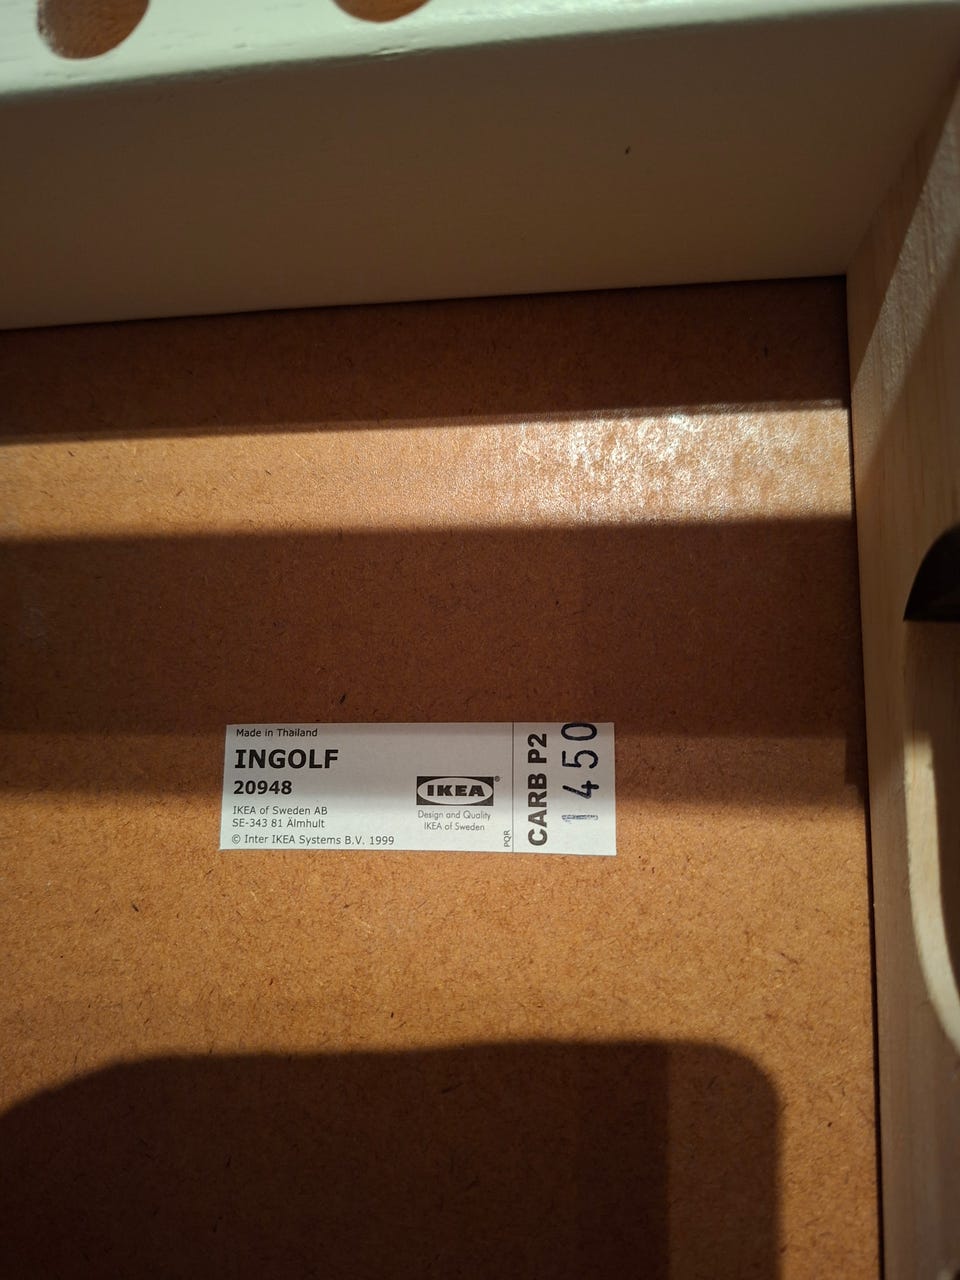 Made in Thailand
INGOLF
20948
IKEA of Sweden AB
SE-343 81 Älmhult
© Inter IKEA Systems B.V. 1999
IKEA®
Design and Quality
IKEA of Sweden
PQR
CARB P2
1450